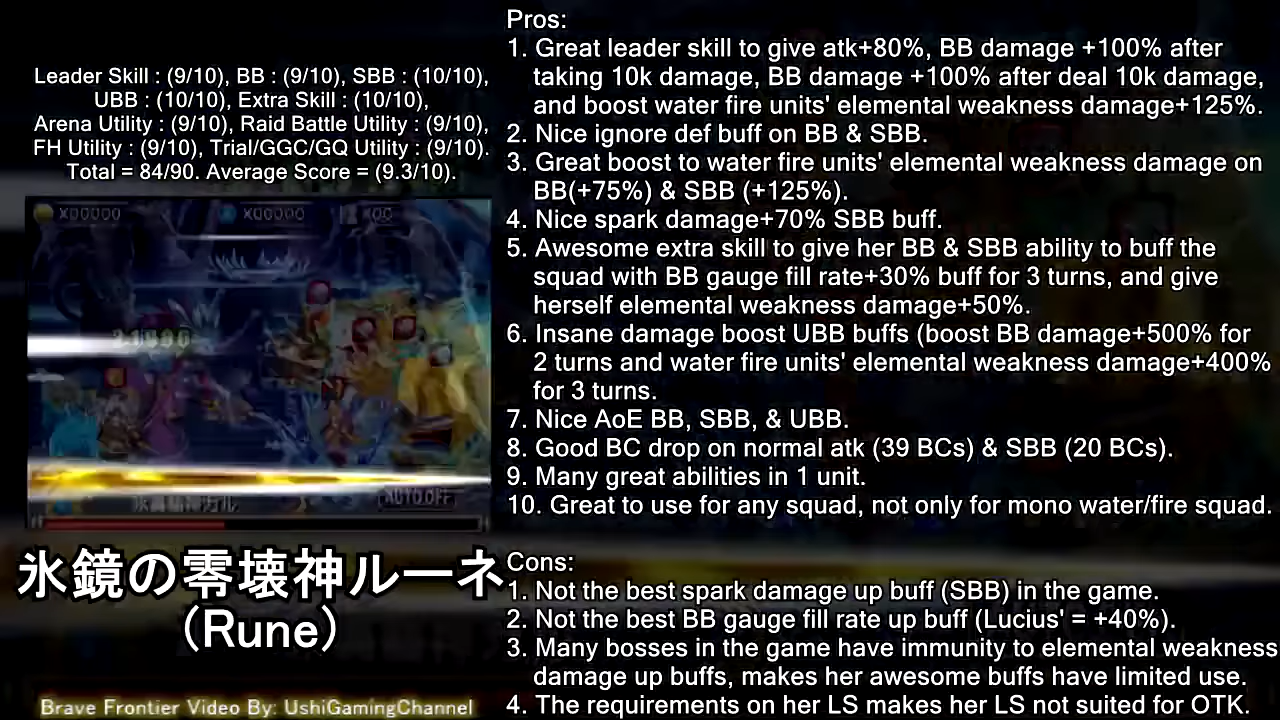 Leader Skill : (9/10), BB : (9/10), SBB : (10/10),
UBB : (10/10), Extra Skill : (10/10),
Arena Utility : (9/10), Raid Battle Utility : (9/10),
FH Utility : (9/10), Trial/GGC/GQ Utility : (9/10).
Total = 84/90. Average Score = (9.3/10).
X00000 X00000 X00
AUTO OFF
氷鏡の零壊神ルーネ
(Rune)
Brave Frontier Video By: UshiGamingChannel
Pros:
1. Great leader skill to give atk+80%, BB damage +100% after
taking 10k damage, BB damage +100% after deal 10k damage,
and boost water fire units' elemental weakness damage+125%.
2. Nice ignore def buff on BB & SBB.
3. Great boost to water fire units' elemental weakness damage on
BB(+75%) & SBB (+125%).
4. Nice spark damage+70% SBB buff.
5. Awesome extra skill to give her BB & SBB ability to buff the
squad with BB gauge fill rate+30% buff for 3 turns, and give
herself elemental weakness damage+50%.
6. Insane damage boost UBB buffs (boost BB damage+500% for
2 turns and water fire units' elemental weakness damage+400%
for 3 turns.
7. Nice AoE BB, SBB, & UBB.
8. Good BC drop on normal atk (39 BCs) & SBB (20 BCs).
9. Many great abilities in 1 unit.
10. Great to use for any squad, not only for mono water/fire squad.
Cons:
1. Not the best spark damage up buff (SBB) in the game.
2. Not the best BB gauge fill rate up buff (Lucius' = +40%).
3. Many bosses in the game have immunity to elemental weakness
damage up buffs, makes her awesome buffs have limited use.
4. The requirements on her LS makes her LS not suited for OTK.